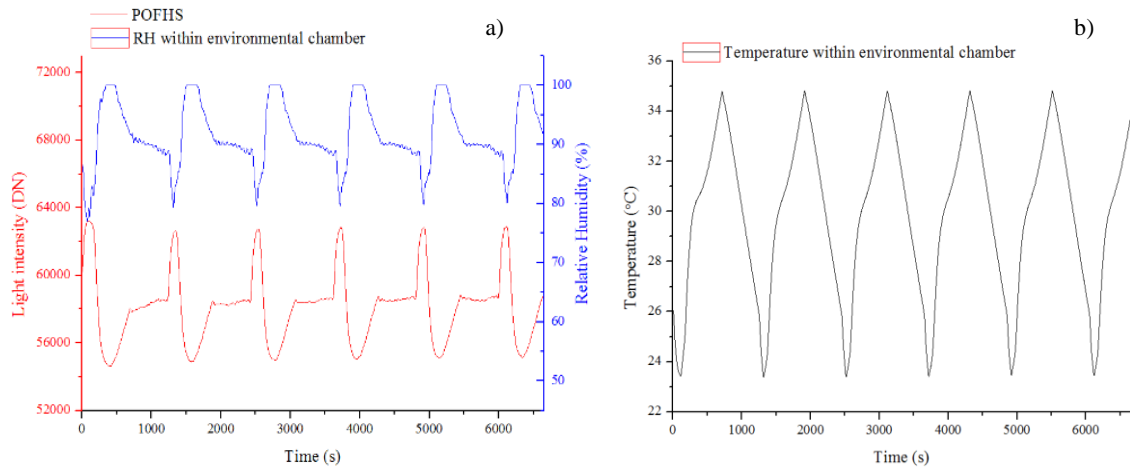 POFHS
RH within environmental chamber
a)
72000
68000
64000
60000
56000
52000
Light intensity (DN)
100
90
80
70
60
50
Relative Humidity (%)
0 1000 2000 3000 4000 5000 6000
Time (s)
b)
Temperature within environmental chamber
36
34
32
30
28
26
24
22
Temperature (°C)
0 1000 2000 3000 4000 5000 6000
Time (s)